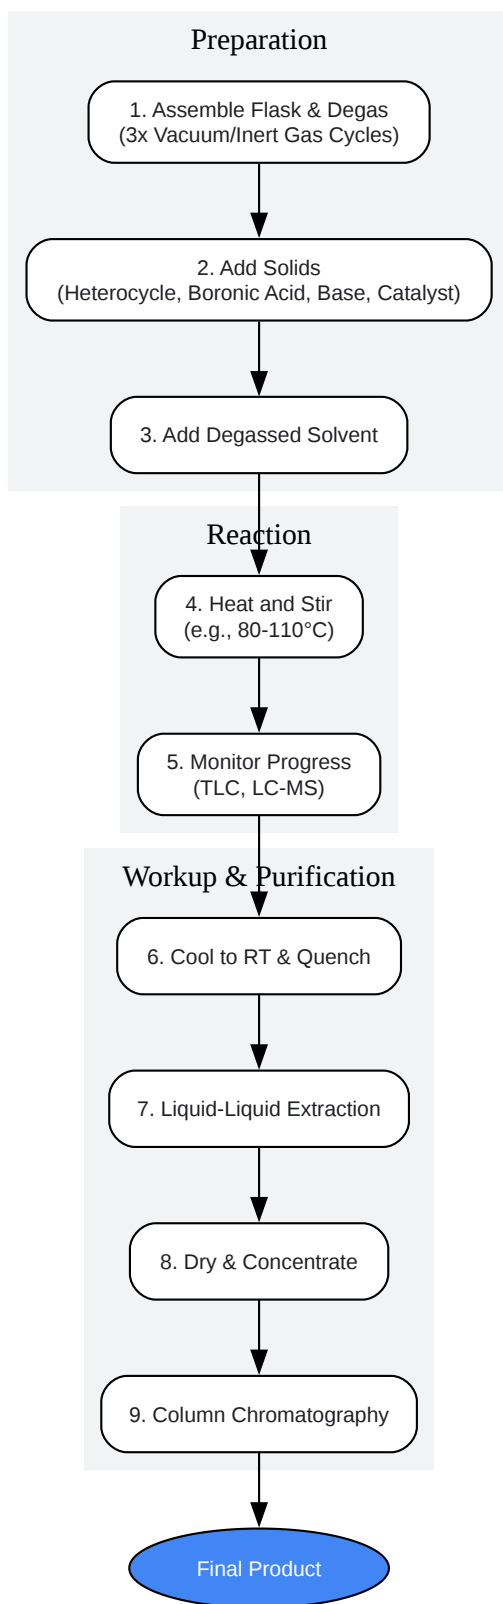 Preparation
1. Assemble Flask & Degas
(3x Vacuum/Inert Gas Cycles)
2. Add Solids
(Heterocycle, Boronic Acid, Base, Catalyst)
3. Add Degassed Solvent
Reaction
4. Heat and Stir
(e.g., 80-110°C)
5. Monitor Progress
(TLC, LC-MS)
Workup & Purification
6. Cool to RT & Quench
7. Liquid-Liquid Extraction
8. Dry & Concentrate
9. Column Chromatography
Final Product